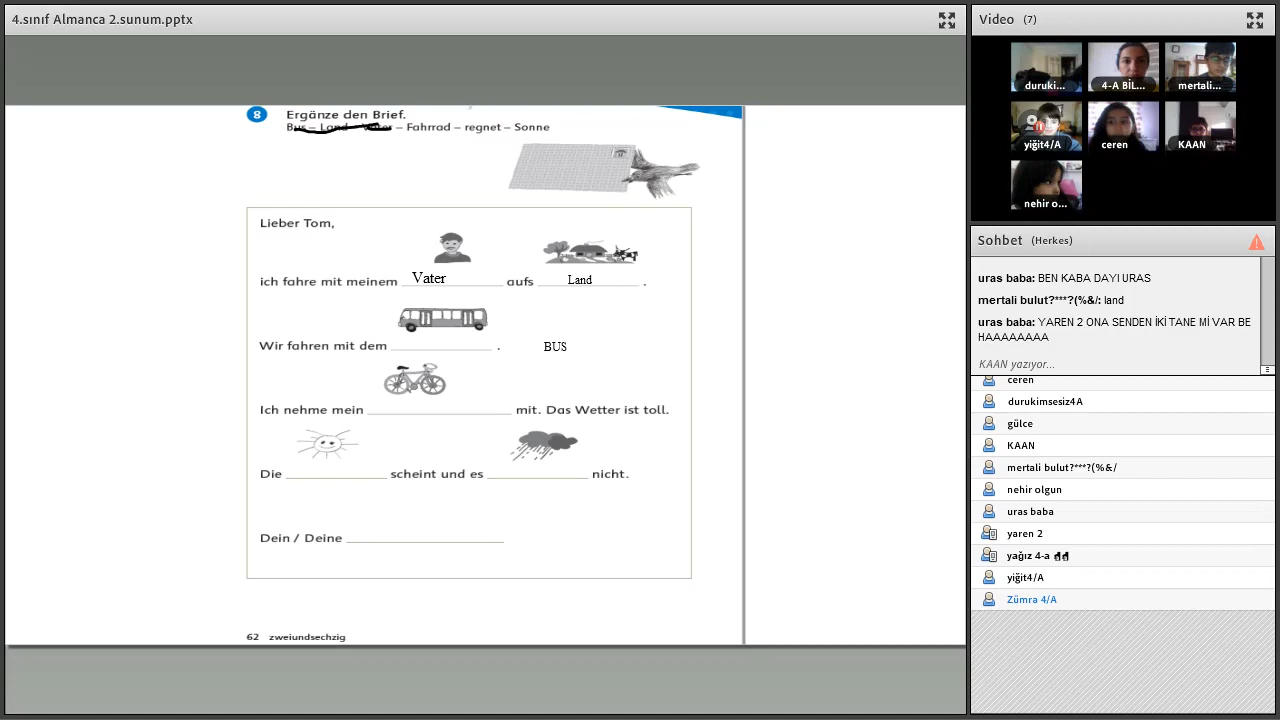 4.sınıf Almanca 2.sunum.pptx
8 Ergänze den Brief.
Bus – Land – Vater – Fahrrad – regnet – Sonne
Lieber Tom,
ich fahre mit meinem Vater aufs Land .
Wir fahren mit dem . BUS
Ich nehme mein mit. Das Wetter ist toll.
Die scheint und es nicht.
Dein / Deine
62 zweiundsechzig
Video (7)
duruki... 4-A BİL... mertali...
yiğit4/A ceren KAAN
nehir o...
Sohbet (Herkes)
uras baba: BEN KABA DAYI URAS
mertali bulut?***?(%&/: land
uras baba: YAREN 2 ONA SENDEN İKİ TANE Mİ VAR BE
HAAAAAAAA
KAAN yazıyor...
ceren
durukimsesiz4A
gülce
KAAN
mertali bulut?***?(%&/
nehir olgun
uras baba
yaren 2
yağız 4-a
yiğit4/A
Zümra 4/A